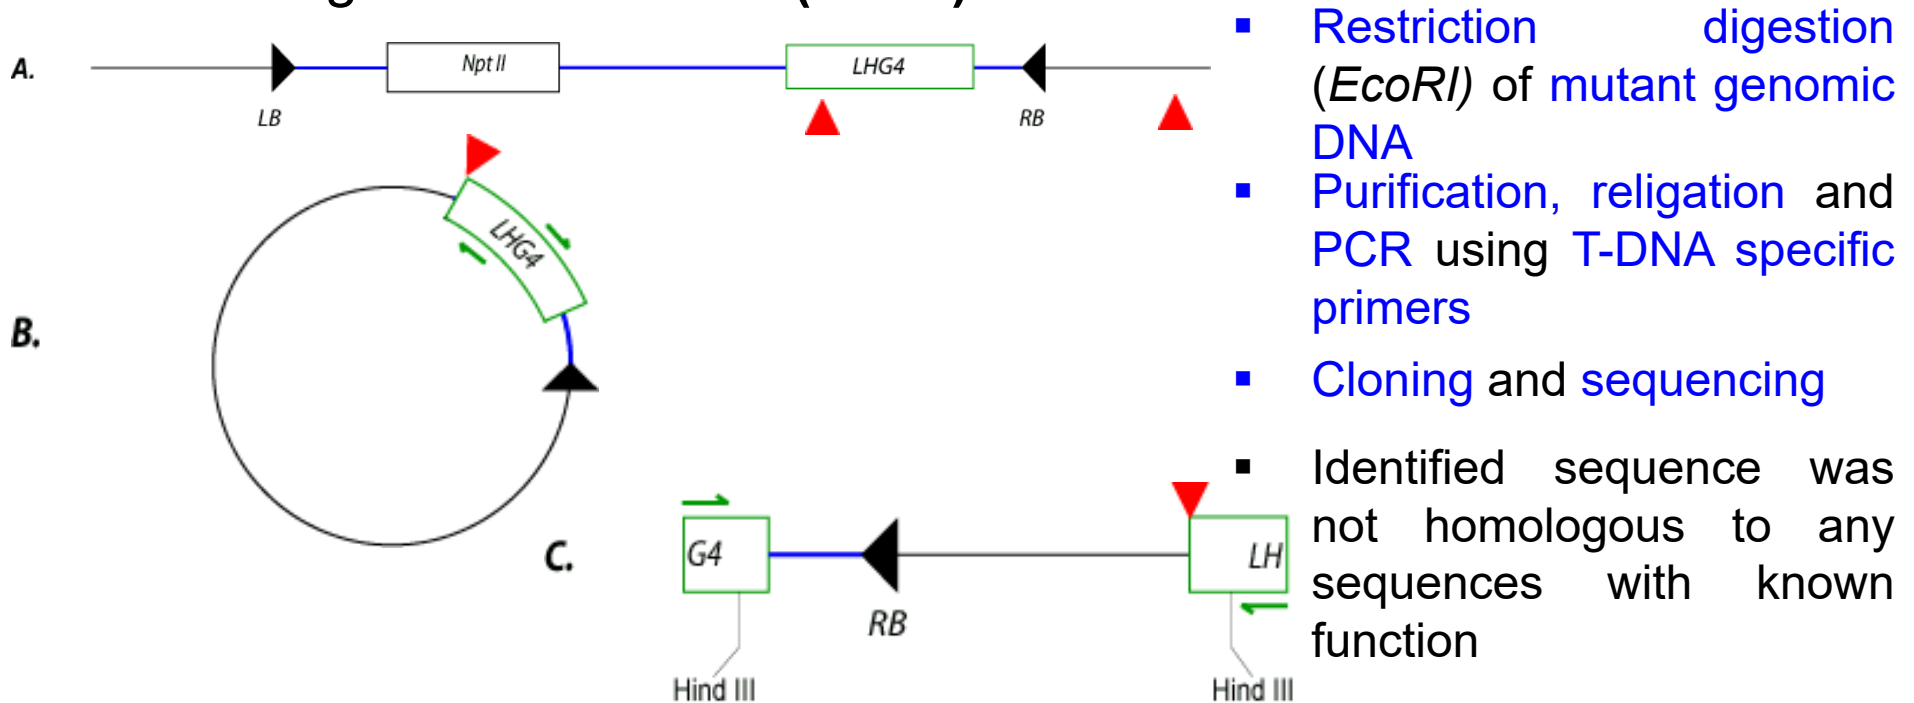 A.
Npt II
LHG4
LB
RB
LHG4
B.
C.
G4
LH
RB
Hind III
Hind III
▪ Restriction digestion
(EcoRI) of mutant genomic
DNA
▪ Purification, religation and
PCR using T-DNA specific
primers
▪ Cloning and sequencing
▪ Identified sequence was
not homologous to any
sequences with known
function